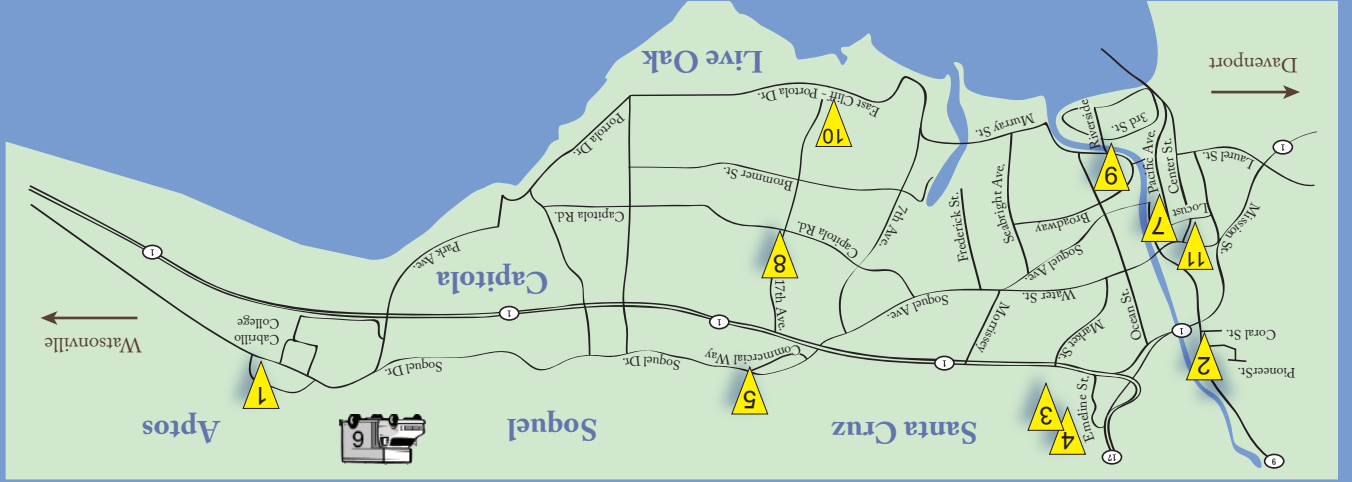 9
17
4
3
Emeline St.
Santa Cruz
Soquel
6
Aptos
Pioneer St.
2
Coral St.
1
Ocean St.
Market St.
Morrissey
1
5
Commercial Way
Soquel Dr.
Soquel Dr.
1
Cabrillo
College
Watsonville
1
1
17th Ave.
Water St.
Soquel Ave.
Soquel Ave.
Capitola
Park Ave.
1
Mission St.
11
Locust
7
Broadway
Seabright Ave.
Frederick St.
7th Ave.
8
Capitola Rd.
Capitola Rd.
1
Laurel St.
Center St.
Pacific Ave.
9
Riverside
3rd St.
Murray St.
Brommer St.
10
East Cliff - Portola Dr.
Portola Dr.
Davenport
Live Oak